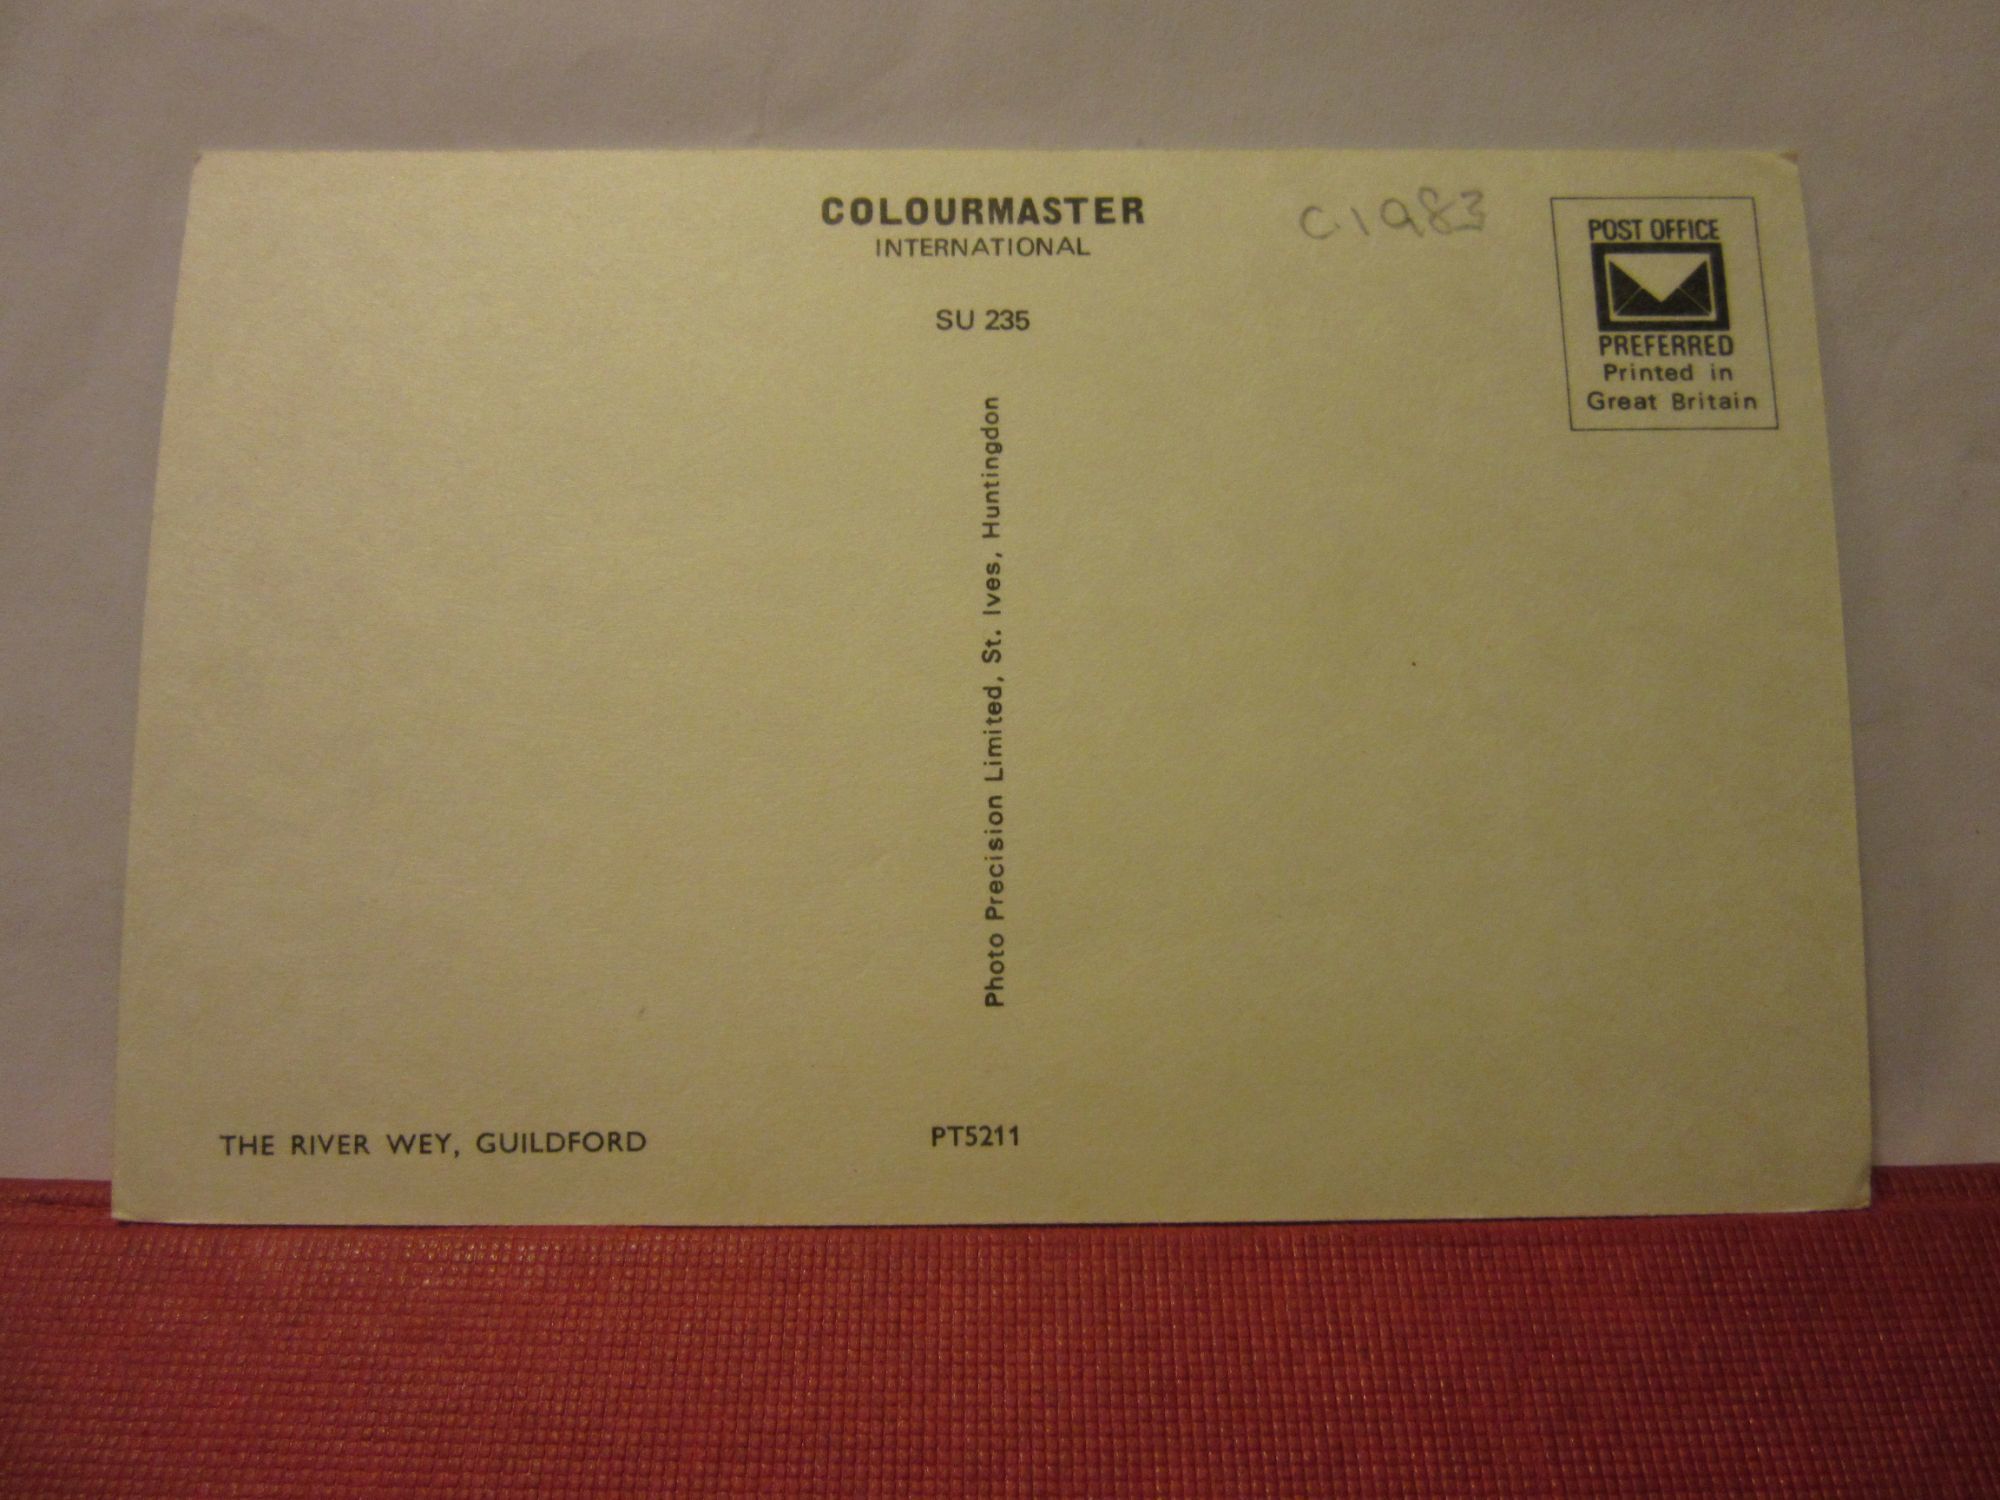 COLOURMASTER
INTERNATIONAL
c.1983
POST OFFICE
PREFERRED
Printed in
Great Britain
SU 235
Photo Precision Limited, St. Ives, Huntingdon
THE RIVER WEY, GUILDFORD
PT5211